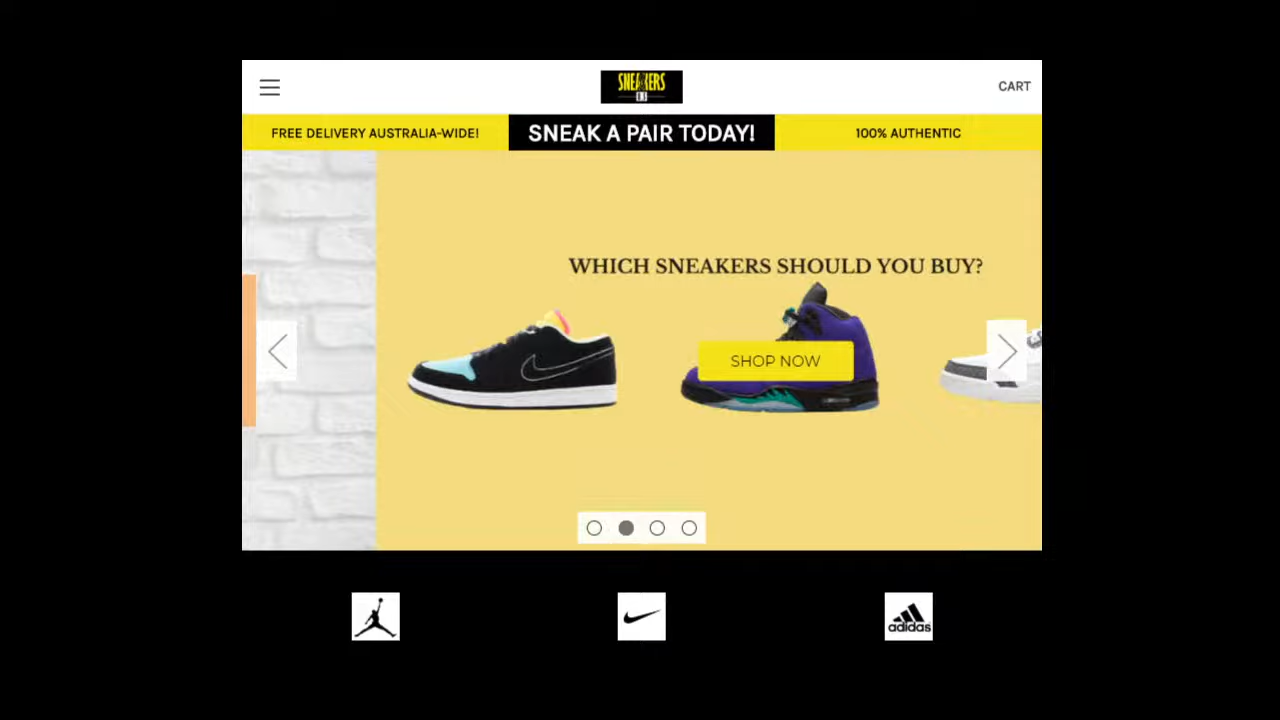 SNEAKERS
CART
FREE DELIVERY AUSTRALIA-WIDE!
SNEAK A PAIR TODAY!
100% AUTHENTIC
WHICH SNEAKERS SHOULD YOU BUY?
SHOP NOW
adidas